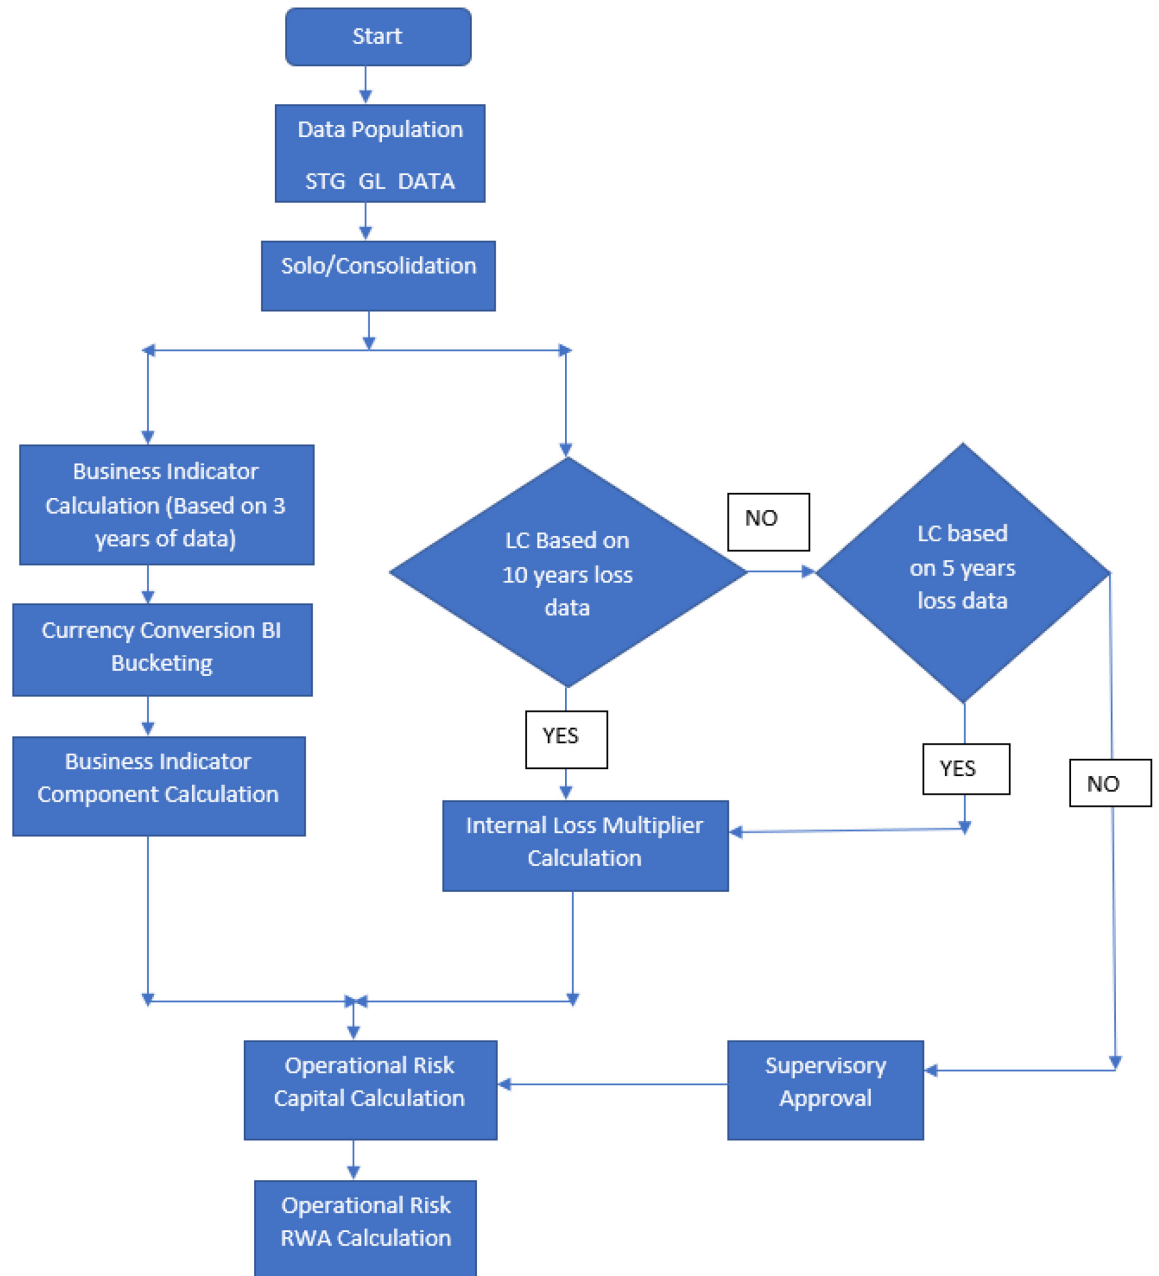 Start
Data Population
STG GL DATA
Solo/Consolidation
Business Indicator
Calculation (Based on 3
years of data)
Currency Conversion BI
Bucketing
Business Indicator
Component Calculation
LC Based on
10 years loss
data
NO
LC based
on 5 years
loss data
YES
YES
NO
Internal Loss Multiplier
Calculation
Operational Risk
Capital Calculation
Supervisory
Approval
Operational Risk
RWA Calculation